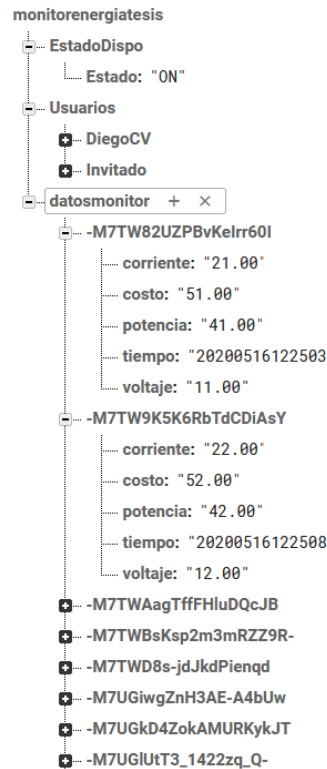 monitorenergiatesis
EstadoDispo
Estado: "ON"
Usuarios
DiegoCV
Invitado
datosmonitor + ×
-M7TW82UZPBvKelrr60I
corriente: "21.00"
costo: "51.00"
potencia: "41.00"
tiempo: "20200516122503
voltaje: "11.00"
-M7TW9K5K6RbTdCDiAsY
corriente: "22.00"
costo: "52.00"
potencia: "42.00"
tiempo: "20200516122508
voltaje: "12.00"
-M7TWAagTffFHluDQcJB
-M7TWBsKsp2m3mRZZ9R-
-M7TWD8s-jdJkdPienqd
-M7UGiwgZnH3AE-A4bUw
-M7UGkD4ZokAMURKykJT
-M7UGlUtT3_1422zq_Q-